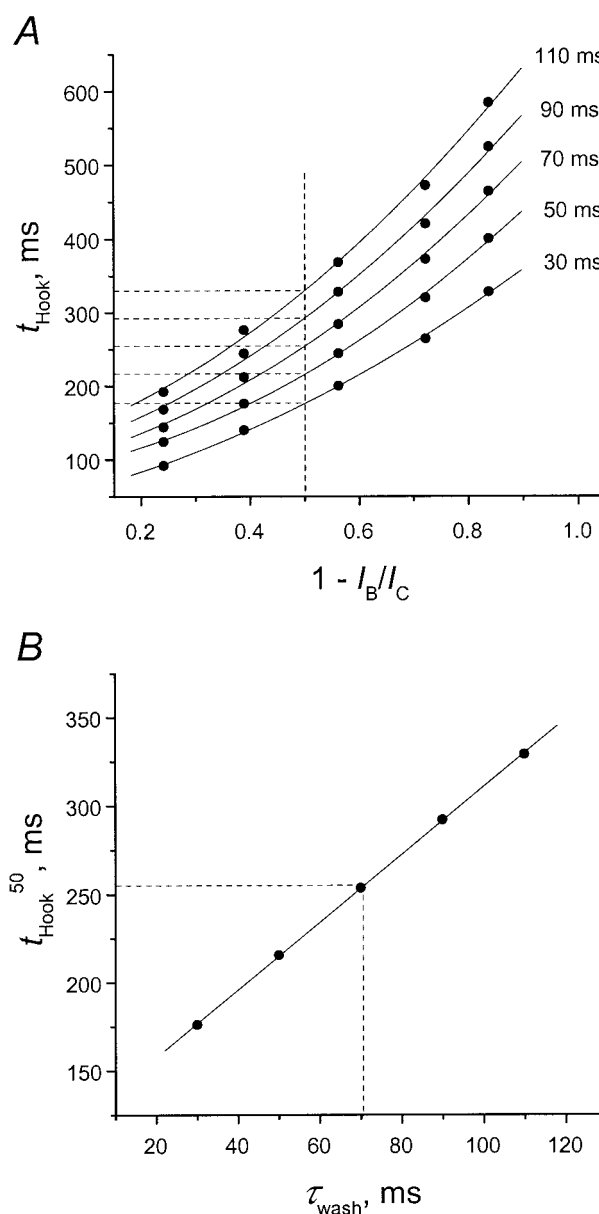 A
110 ms
90 ms
70 ms
50 ms
30 ms
600
500
400
300
200
100
t_Hook, ms
0.2 0.4 0.6 0.8 1.0
1 - I_B/I_C
B
350
300
250
200
150
t_Hook^50, ms
20 40 60 80 100 120
τ_wash, ms